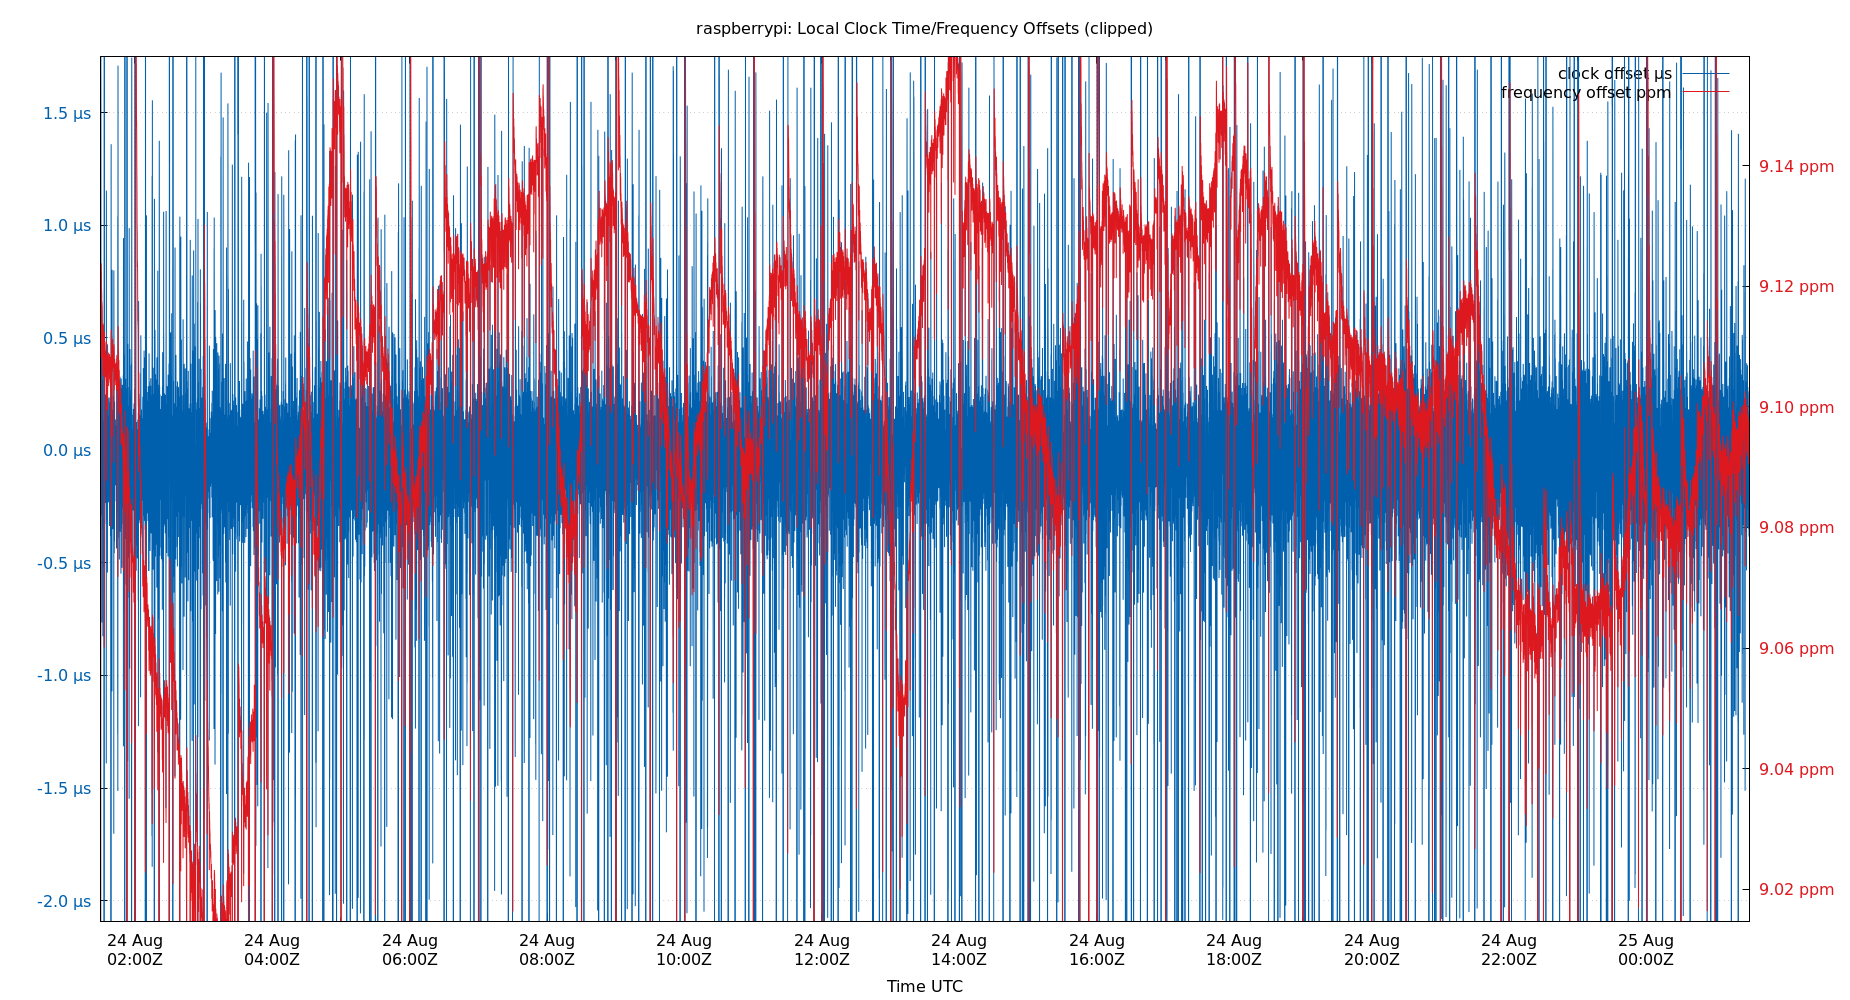 raspberrypi: Local Clock Time/Frequency Offsets (clipped)
clock offset µs
frequency offset ppm
1.5 µs
1.0 µs
0.5 µs
0.0 µs
-0.5 µs
-1.0 µs
-1.5 µs
-2.0 µs
9.14 ppm
9.12 ppm
9.10 ppm
9.08 ppm
9.06 ppm
9.04 ppm
9.02 ppm
24 Aug
02:00Z
24 Aug
04:00Z
24 Aug
06:00Z
24 Aug
08:00Z
24 Aug
10:00Z
24 Aug
12:00Z
24 Aug
14:00Z
24 Aug
16:00Z
24 Aug
18:00Z
24 Aug
20:00Z
24 Aug
22:00Z
25 Aug
00:00Z
Time UTC